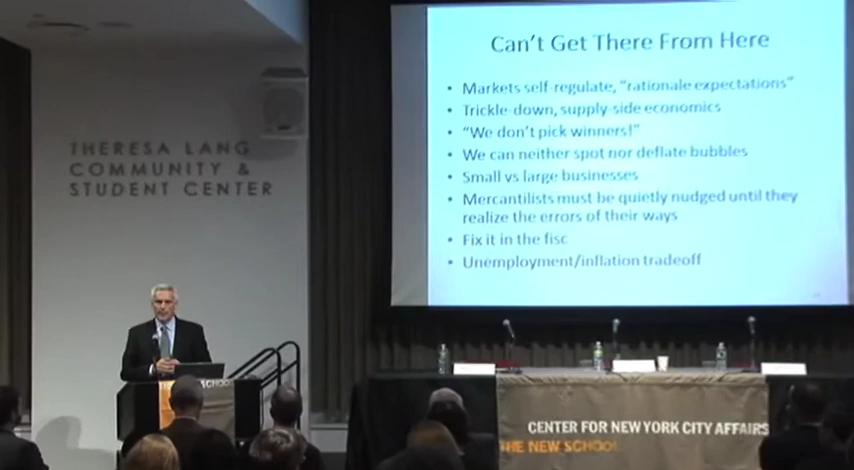 Can't Get There From Here
• Markets self-regulate, "rationale expectations"
• Trickle-down, supply-side economics
• "We don't pick winners!"
• We can neither spot nor deflate bubbles
• Small vs large businesses
• Mercantilists must be quietly nudged until they
realize the errors of their ways
• Fix it in the fisc
• Unemployment/inflation tradeoff
THERESA LANG
COMMUNITY &
STUDENT CENTER
SCHOOL
CENTER FOR NEW YORK CITY AFFAIRS
THE NEW SCHOOL